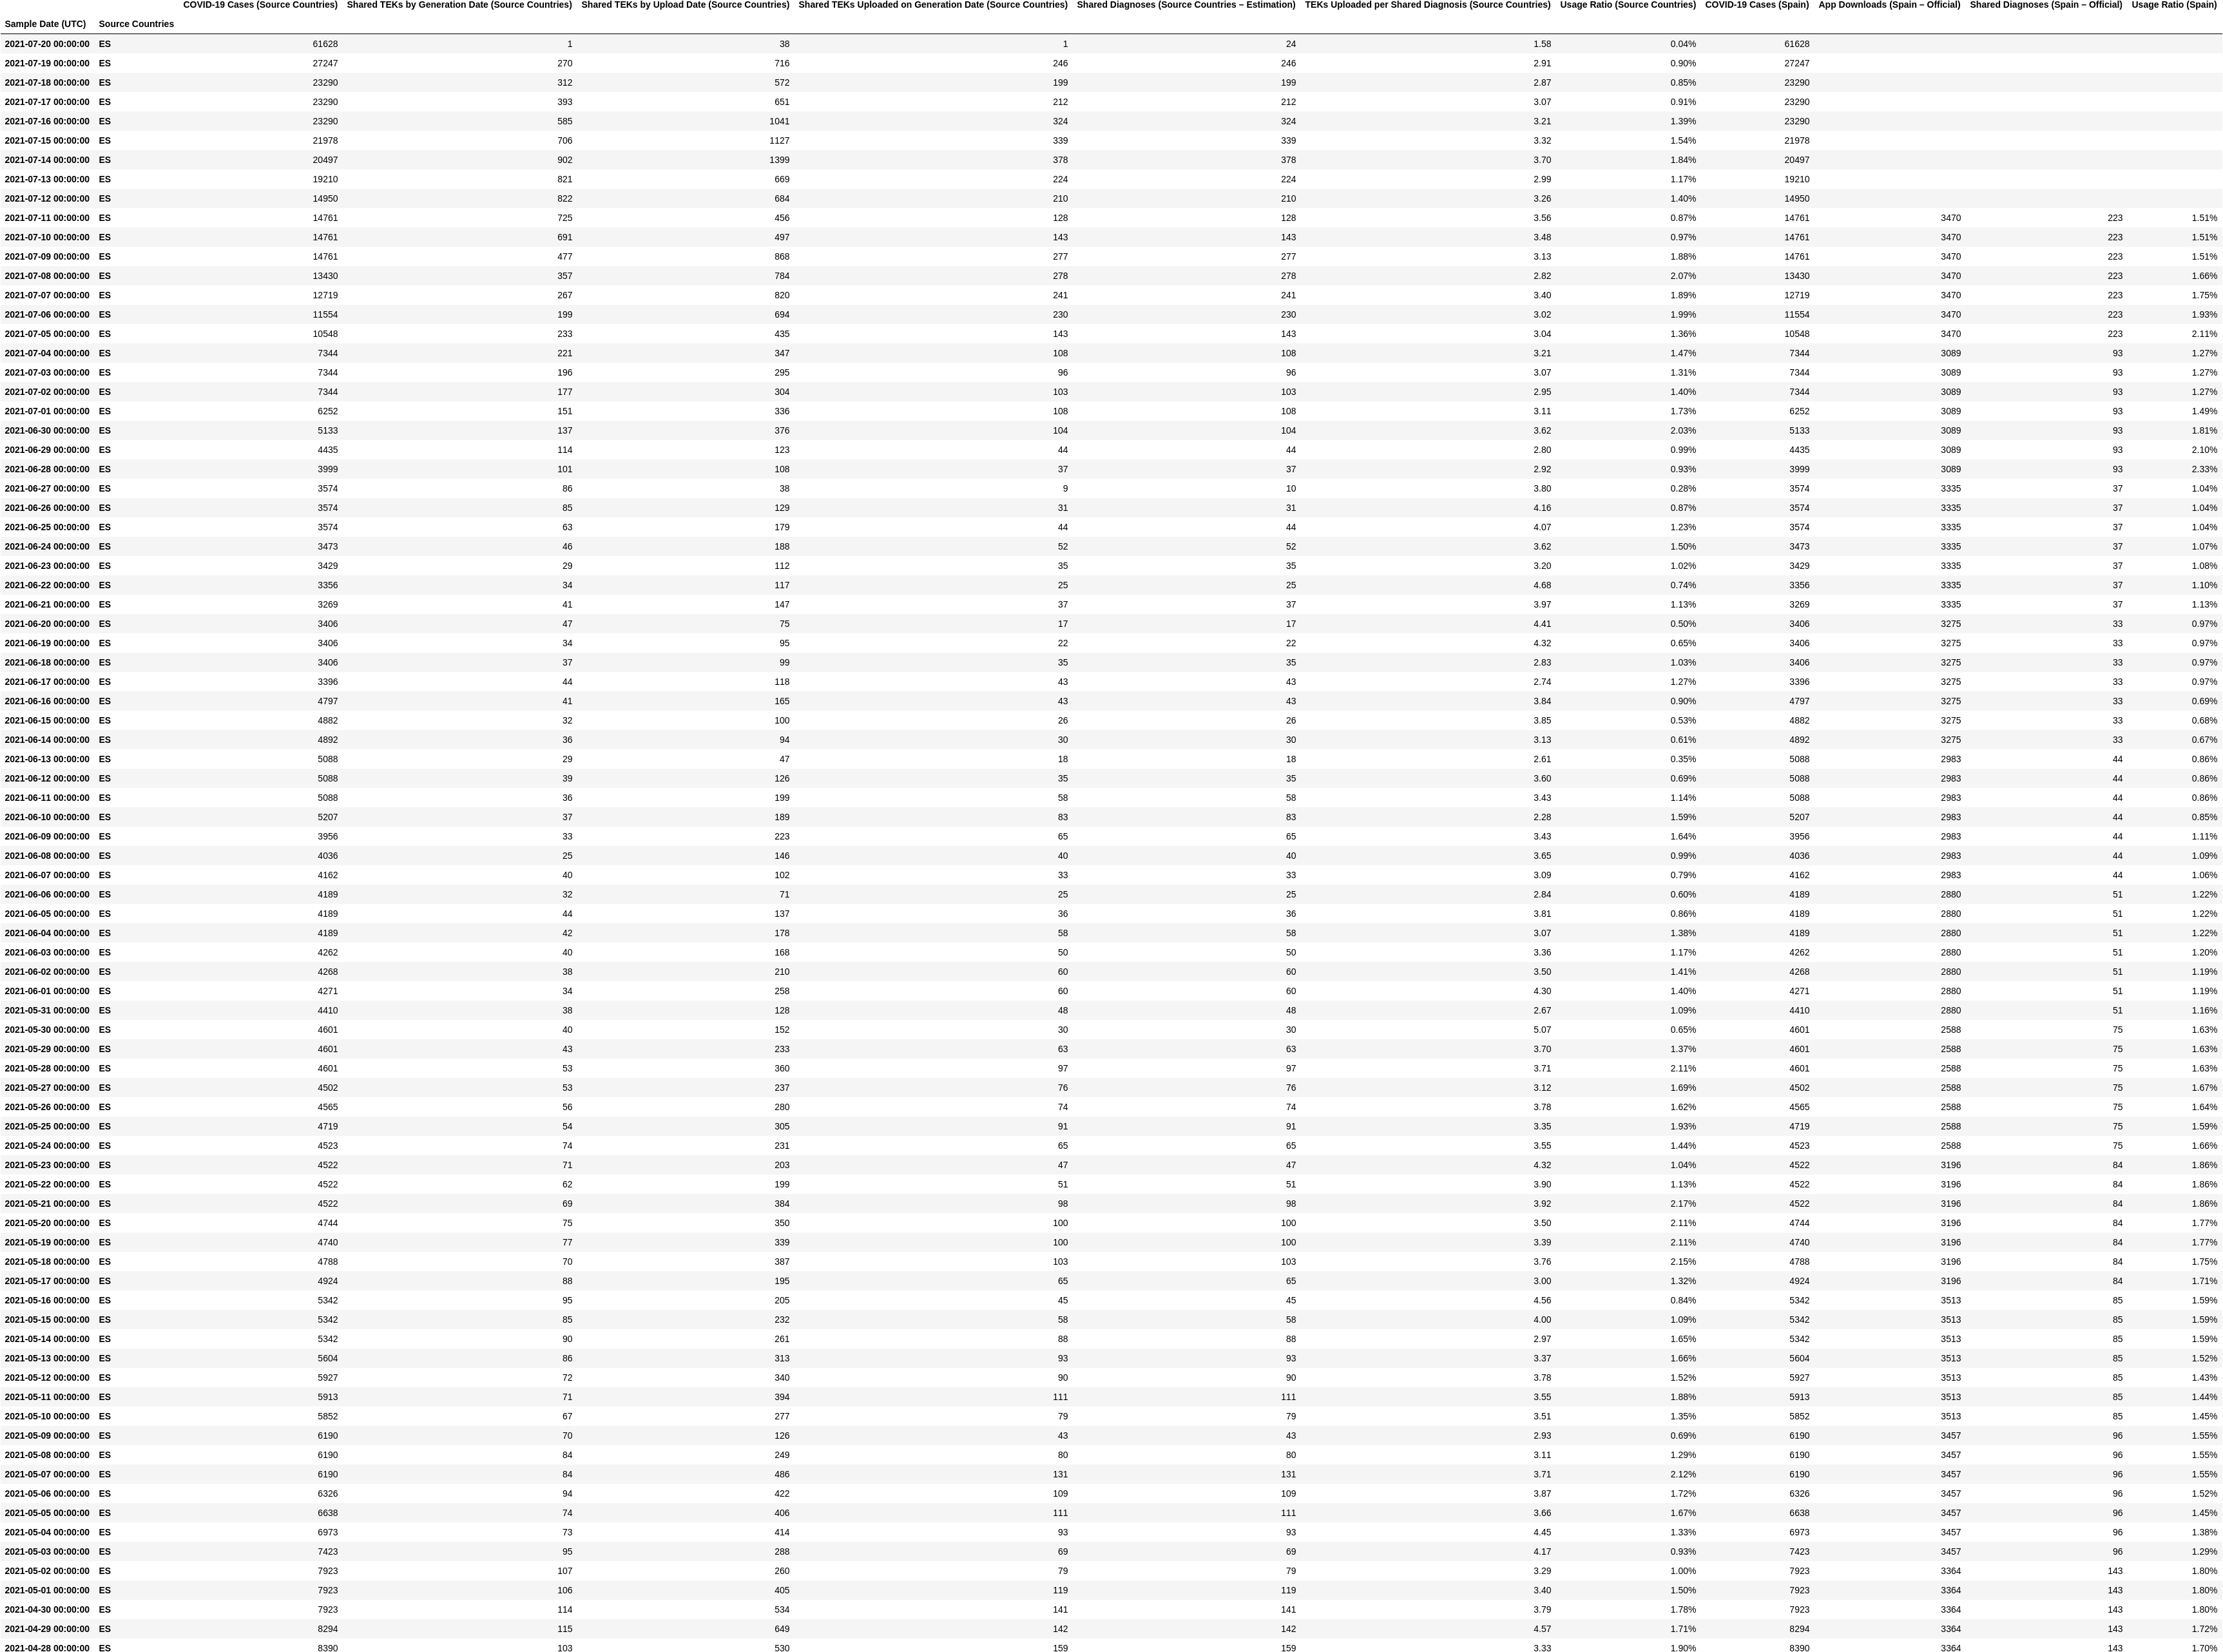 COVID-19 Cases (Source Countries) Shared TEKs by Generation Date (Source Countries) Shared TEKs by Upload Date (Source Countries) Shared TEKs Uploaded on Generation Date (Source Countries) Shared Diagnoses (Source Countries – Estimation) TEKs Uploaded per Shared Diagnosis (Source Countries) Usage Ratio (Source Countries) COVID-19 Cases (Spain) App Downloads (Spain – Official) Shared Diagnoses (Spain – Official) Usage Ratio (Spain)
Sample Date (UTC) Source Countries
2021-07-20 00:00:00 ES 61628 1 38 1 24 1.58 0.04% 61628
2021-07-19 00:00:00 ES 27247 270 716 246 246 2.91 0.90% 27247
2021-07-18 00:00:00 ES 23290 312 572 199 199 2.87 0.85% 23290
2021-07-17 00:00:00 ES 23290 393 651 212 212 3.07 0.91% 23290
2021-07-16 00:00:00 ES 23290 585 1041 324 324 3.21 1.39% 23290
2021-07-15 00:00:00 ES 21978 706 1127 339 339 3.32 1.54% 21978
2021-07-14 00:00:00 ES 20497 902 1399 378 378 3.70 1.84% 20497
2021-07-13 00:00:00 ES 19210 821 669 224 224 2.99 1.17% 19210
2021-07-12 00:00:00 ES 14950 822 684 210 210 3.26 1.40% 14950
2021-07-11 00:00:00 ES 14761 725 456 128 128 3.56 0.87% 14761 3470 223 1.51%
2021-07-10 00:00:00 ES 14761 691 497 143 143 3.48 0.97% 14761 3470 223 1.51%
2021-07-09 00:00:00 ES 14761 477 868 277 277 3.13 1.88% 14761 3470 223 1.51%
2021-07-08 00:00:00 ES 13430 357 784 278 278 2.82 2.07% 13430 3470 223 1.66%
2021-07-07 00:00:00 ES 12719 267 820 241 241 3.40 1.89% 12719 3470 223 1.75%
2021-07-06 00:00:00 ES 11554 199 694 230 230 3.02 1.99% 11554 3470 223 1.93%
2021-07-05 00:00:00 ES 10548 233 435 143 143 3.04 1.36% 10548 3470 223 2.11%
2021-07-04 00:00:00 ES 7344 221 347 108 108 3.21 1.47% 7344 3089 93 1.27%
2021-07-03 00:00:00 ES 7344 196 295 96 96 3.07 1.31% 7344 3089 93 1.27%
2021-07-02 00:00:00 ES 7344 177 304 103 103 2.95 1.40% 7344 3089 93 1.27%
2021-07-01 00:00:00 ES 6252 151 336 108 108 3.11 1.73% 6252 3089 93 1.49%
2021-06-30 00:00:00 ES 5133 137 376 104 104 3.62 2.03% 5133 3089 93 1.81%
2021-06-29 00:00:00 ES 4435 114 123 44 44 2.80 0.99% 4435 3089 93 2.10%
2021-06-28 00:00:00 ES 3999 101 108 37 37 2.92 0.93% 3999 3089 93 2.33%
2021-06-27 00:00:00 ES 3574 86 38 9 10 3.80 0.28% 3574 3335 37 1.04%
2021-06-26 00:00:00 ES 3574 85 129 31 31 4.16 0.87% 3574 3335 37 1.04%
2021-06-25 00:00:00 ES 3574 63 179 44 44 4.07 1.23% 3574 3335 37 1.04%
2021-06-24 00:00:00 ES 3473 46 188 52 52 3.62 1.50% 3473 3335 37 1.07%
2021-06-23 00:00:00 ES 3429 29 112 35 35 3.20 1.02% 3429 3335 37 1.08%
2021-06-22 00:00:00 ES 3356 34 117 25 25 4.68 0.74% 3356 3335 37 1.10%
2021-06-21 00:00:00 ES 3269 41 147 37 37 3.97 1.13% 3269 3335 37 1.13%
2021-06-20 00:00:00 ES 3406 47 75 17 17 4.41 0.50% 3406 3275 33 0.97%
2021-06-19 00:00:00 ES 3406 34 95 22 22 4.32 0.65% 3406 3275 33 0.97%
2021-06-18 00:00:00 ES 3406 37 99 35 35 2.83 1.03% 3406 3275 33 0.97%
2021-06-17 00:00:00 ES 3396 44 118 43 43 2.74 1.27% 3396 3275 33 0.97%
2021-06-16 00:00:00 ES 4797 41 165 43 43 3.84 0.90% 4797 3275 33 0.69%
2021-06-15 00:00:00 ES 4882 32 100 26 26 3.85 0.53% 4882 3275 33 0.68%
2021-06-14 00:00:00 ES 4892 36 94 30 30 3.13 0.61% 4892 3275 33 0.67%
2021-06-13 00:00:00 ES 5088 29 47 18 18 2.61 0.35% 5088 2983 44 0.86%
2021-06-12 00:00:00 ES 5088 39 126 35 35 3.60 0.69% 5088 2983 44 0.86%
2021-06-11 00:00:00 ES 5088 36 199 58 58 3.43 1.14% 5088 2983 44 0.86%
2021-06-10 00:00:00 ES 5207 37 189 83 83 2.28 1.59% 5207 2983 44 0.85%
2021-06-09 00:00:00 ES 3956 33 223 65 65 3.43 1.64% 3956 2983 44 1.11%
2021-06-08 00:00:00 ES 4036 25 146 40 40 3.65 0.99% 4036 2983 44 1.09%
2021-06-07 00:00:00 ES 4162 40 102 33 33 3.09 0.79% 4162 2983 44 1.06%
2021-06-06 00:00:00 ES 4189 32 71 25 25 2.84 0.60% 4189 2880 51 1.22%
2021-06-05 00:00:00 ES 4189 44 137 36 36 3.81 0.86% 4189 2880 51 1.22%
2021-06-04 00:00:00 ES 4189 42 178 58 58 3.07 1.38% 4189 2880 51 1.22%
2021-06-03 00:00:00 ES 4262 40 168 50 50 3.36 1.17% 4262 2880 51 1.20%
2021-06-02 00:00:00 ES 4268 38 210 60 60 3.50 1.41% 4268 2880 51 1.19%
2021-06-01 00:00:00 ES 4271 34 258 60 60 4.30 1.40% 4271 2880 51 1.19%
2021-05-31 00:00:00 ES 4410 38 128 48 48 2.67 1.09% 4410 2880 51 1.16%
2021-05-30 00:00:00 ES 4601 40 152 30 30 5.07 0.65% 4601 2588 75 1.63%
2021-05-29 00:00:00 ES 4601 43 233 63 63 3.70 1.37% 4601 2588 75 1.63%
2021-05-28 00:00:00 ES 4601 53 360 97 97 3.71 2.11% 4601 2588 75 1.63%
2021-05-27 00:00:00 ES 4502 53 237 76 76 3.12 1.69% 4502 2588 75 1.67%
2021-05-26 00:00:00 ES 4565 56 280 74 74 3.78 1.62% 4565 2588 75 1.64%
2021-05-25 00:00:00 ES 4719 54 305 91 91 3.35 1.93% 4719 2588 75 1.59%
2021-05-24 00:00:00 ES 4523 74 231 65 65 3.55 1.44% 4523 2588 75 1.66%
2021-05-23 00:00:00 ES 4522 71 203 47 47 4.32 1.04% 4522 3196 84 1.86%
2021-05-22 00:00:00 ES 4522 62 199 51 51 3.90 1.13% 4522 3196 84 1.86%
2021-05-21 00:00:00 ES 4522 69 384 98 98 3.92 2.17% 4522 3196 84 1.86%
2021-05-20 00:00:00 ES 4744 75 350 100 100 3.50 2.11% 4744 3196 84 1.77%
2021-05-19 00:00:00 ES 4740 77 339 100 100 3.39 2.11% 4740 3196 84 1.77%
2021-05-18 00:00:00 ES 4788 70 387 103 103 3.76 2.15% 4788 3196 84 1.75%
2021-05-17 00:00:00 ES 4924 88 195 65 65 3.00 1.32% 4924 3196 84 1.71%
2021-05-16 00:00:00 ES 5342 95 205 45 45 4.56 0.84% 5342 3513 85 1.59%
2021-05-15 00:00:00 ES 5342 85 232 58 58 4.00 1.09% 5342 3513 85 1.59%
2021-05-14 00:00:00 ES 5342 90 261 88 88 2.97 1.65% 5342 3513 85 1.59%
2021-05-13 00:00:00 ES 5604 86 313 93 93 3.37 1.66% 5604 3513 85 1.52%
2021-05-12 00:00:00 ES 5927 72 340 90 90 3.78 1.52% 5927 3513 85 1.43%
2021-05-11 00:00:00 ES 5913 71 394 111 111 3.55 1.88% 5913 3513 85 1.44%
2021-05-10 00:00:00 ES 5852 67 277 79 79 3.51 1.35% 5852 3513 85 1.45%
2021-05-09 00:00:00 ES 6190 70 126 43 43 2.93 0.69% 6190 3457 96 1.55%
2021-05-08 00:00:00 ES 6190 84 249 80 80 3.11 1.29% 6190 3457 96 1.55%
2021-05-07 00:00:00 ES 6190 84 486 131 131 3.71 2.12% 6190 3457 96 1.55%
2021-05-06 00:00:00 ES 6326 94 422 109 109 3.87 1.72% 6326 3457 96 1.52%
2021-05-05 00:00:00 ES 6638 74 406 111 111 3.66 1.67% 6638 3457 96 1.45%
2021-05-04 00:00:00 ES 6973 73 414 93 93 4.45 1.33% 6973 3457 96 1.38%
2021-05-03 00:00:00 ES 7423 95 288 69 69 4.17 0.93% 7423 3457 96 1.29%
2021-05-02 00:00:00 ES 7923 107 260 79 79 3.29 1.00% 7923 3364 143 1.80%
2021-05-01 00:00:00 ES 7923 106 405 119 119 3.40 1.50% 7923 3364 143 1.80%
2021-04-30 00:00:00 ES 7923 114 534 141 141 3.79 1.78% 7923 3364 143 1.80%
2021-04-29 00:00:00 ES 8294 115 649 142 142 4.57 1.71% 8294 3364 143 1.72%
2021-04-28 00:00:00 ES 8390 103 530 159 159 3.33 1.90% 8390 3364 143 1.70%